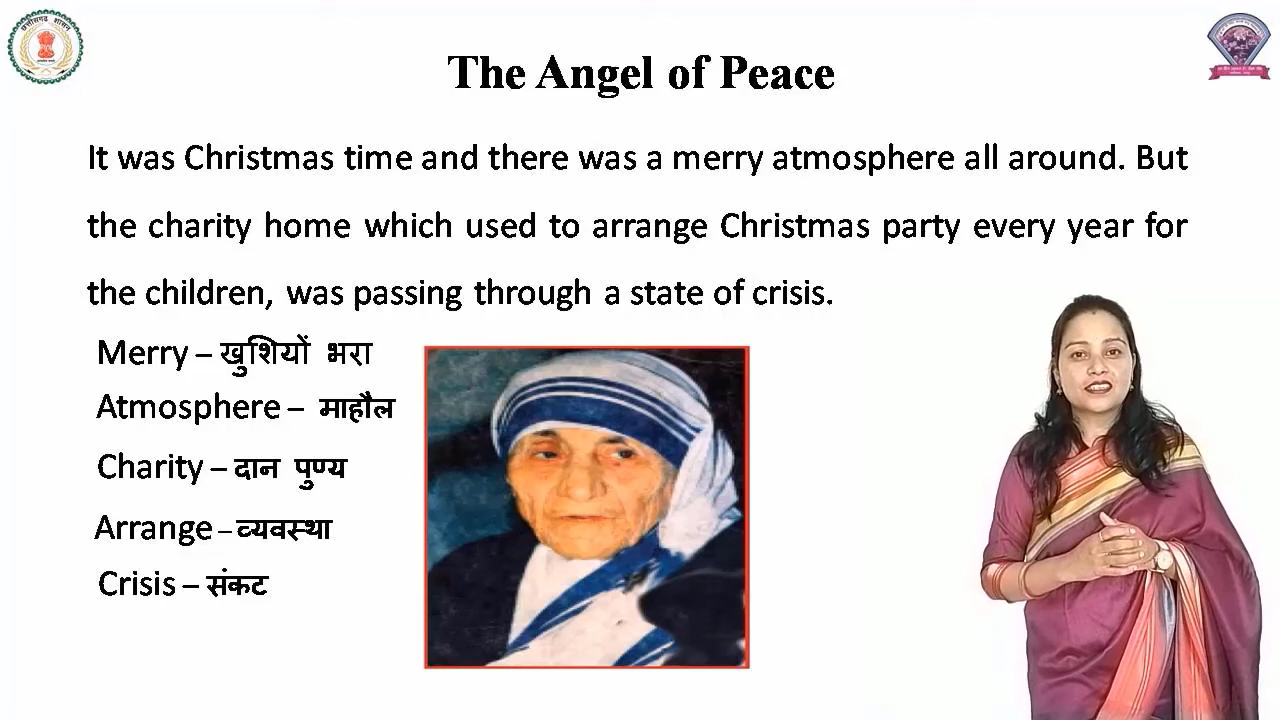 The Angel of Peace
It was Christmas time and there was a merry atmosphere all around. But
the charity home which used to arrange Christmas party every year for
the children, was passing through a state of crisis.
Merry – खुशियों भरा
Atmosphere – माहौल
Charity – दान पुण्य
Arrange – व्यवस्था
Crisis – संकट